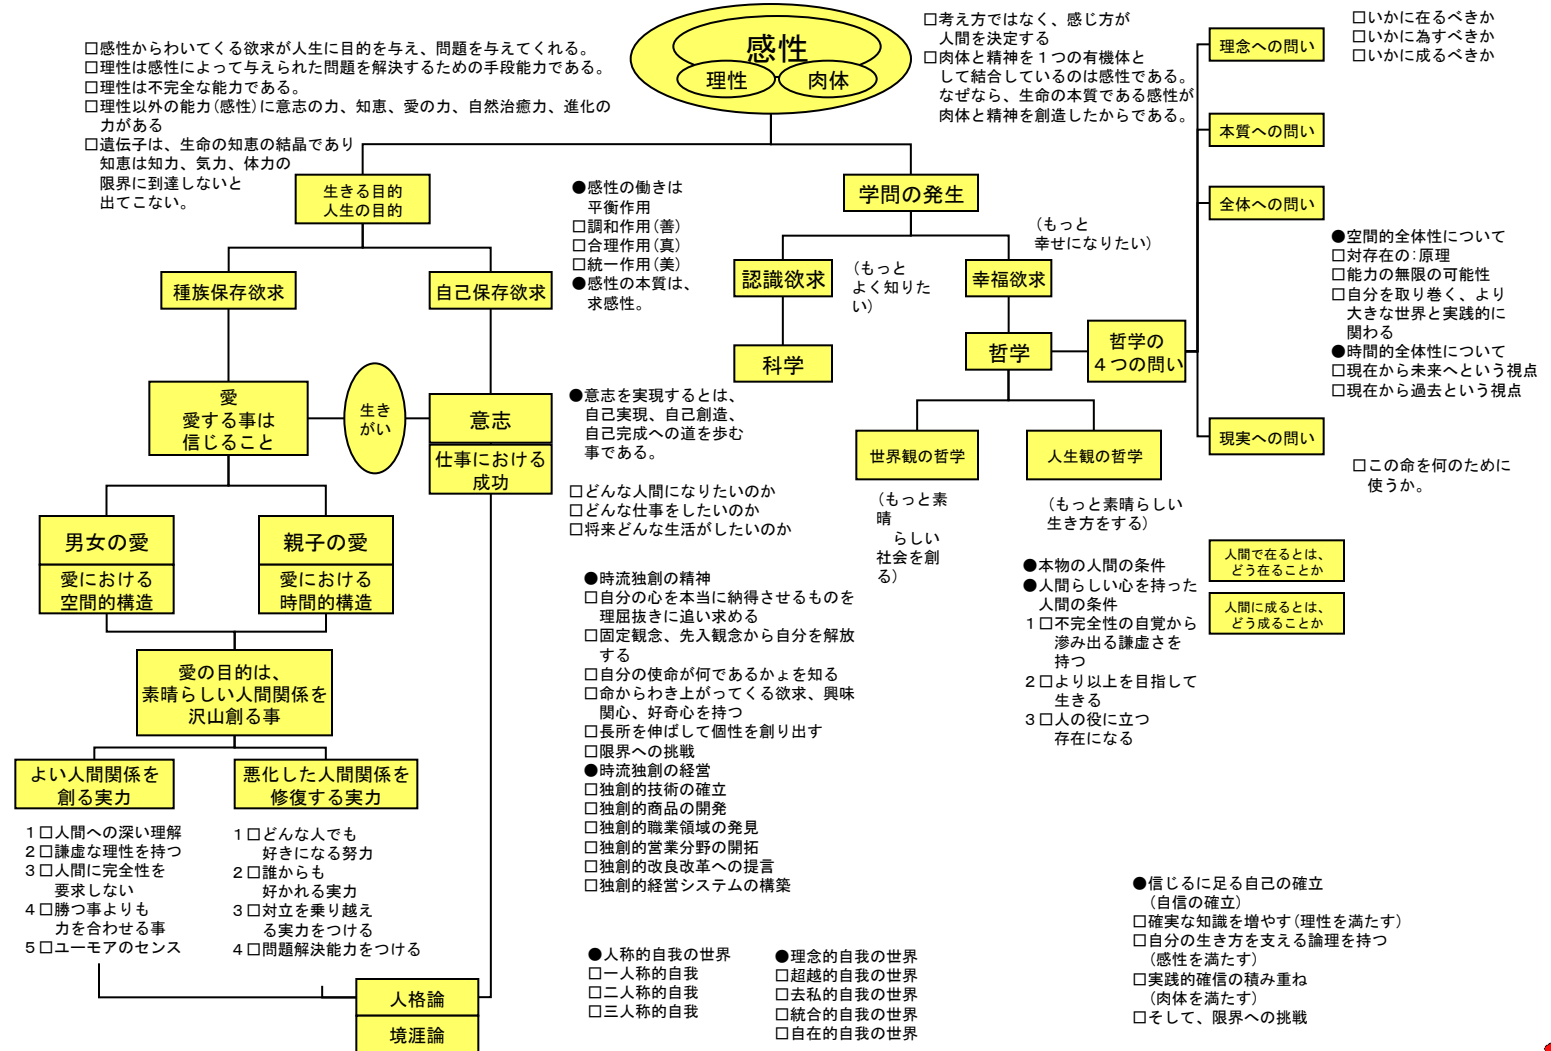 感性
理性
肉体
□感性からわいてくる欲求が人生に目的を与え、問題を与えてくれる。
□理性は感性によって与えられた問題を解決するための手段能力である。
□理性は不完全な能力である。
□理性以外の能力(感性)に意志の力、知恵、愛の力、自然治癒力、進化の
力がある
□遺伝子は、生命の知恵の結晶であり
知恵は知力、気力、体力の
限界に到達しないと
出てこない。
□考え方ではなく、感じ方が
人間を決定する
□肉体と精神を１つの有機体と
して結合しているのは感性である。
なぜなら、生命の本質である感性が
肉体と精神を創造したからである。
理念への問い
□いかに在るべきか
□いかに為すべきか
□いかに成るべきか
本質への問い
全体への問い
●空間的全体性について
□対存在の:原理
□能力の無限の可能性
□自分を取り巻く、より
大きな世界と実践的に
関わる
●時間的全体性について
□現在から未来へという視点
□現在から過去という視点
現実への問い
□この命を何のために
使うか。
生きる目的
人生の目的
●感性の働きは
平衡作用
□調和作用(善)
□合理作用(真)
□統一作用(美)
●感性の本質は、
求感性。
学問の発生
(もっと
幸せになりたい)
認識欲求
(もっと
よく知りた
い)
幸福欲求
科学
哲学
哲学の
４つの問い
種族保存欲求
自己保存欲求
愛
愛する事は
信じること
生き
がい
意志
仕事における
成功
●意志を実現するとは、
自己実現、自己創造、
自己完成への道を歩む
事である。
□どんな人間になりたいのか
□どんな仕事をしたいのか
□将来どんな生活がしたいのか
世界観の哲学
人生観の哲学
(もっと素
晴
らしい
社会を創
る)
(もっと素晴らしい
生き方をする)
男女の愛
愛における
空間的構造
親子の愛
愛における
時間的構造
●時流独創の精神
□自分の心を本当に納得させるものを
理屈抜きに追い求める
□固定観念、先入観念から自分を解放
する
□自分の使命が何であるかょを知る
□命からわき上がってくる欲求、興味
関心、好奇心を持つ
□長所を伸ばして個性を創り出す
□限界への挑戦
●時流独創の経営
□独創的技術の確立
□独創的商品の開発
□独創的職業領域の発見
□独創的営業分野の開拓
□独創的改良改革への提言
□独創的経営システムの構築
●本物の人間の条件
●人間らしい心を持った
人間の条件
１□不完全性の自覚から
滲み出る謙虚さを
持つ
２□より以上を目指して
生きる
３□人の役に立つ
存在になる
人間で在るとは、
どう在ることか
人間に成るとは、
どう成ることか
愛の目的は、
素晴らしい人間関係を
沢山創る事
よい人間関係を
創る実力
悪化した人間関係を
修復する実力
１□人間への深い理解
２□謙虚な理性を持つ
３□人間に完全性を
要求しない
４□勝つ事よりも
力を合わせる事
５□ユーモアのセンス
１□どんな人でも
好きになる努力
２□誰からも
好かれる実力
３□対立を乗り越え
る実力をつける
４□問題解決能力をつける
人格論
境涯論
●人称的自我の世界
□一人称的自我
□二人称的自我
□三人称的自我
●理念的自我の世界
□超越的自我の世界
□去私的自我の世界
□統合的自我の世界
□自在的自我の世界
●信じるに足る自己の確立
(自信の確立)
□確実な知識を増やす(理性を満たす)
□自分の生き方を支える論理を持つ
(感性を満たす)
□実践的確信の積み重ね
(肉体を満たす)
□そして、限界への挑戦